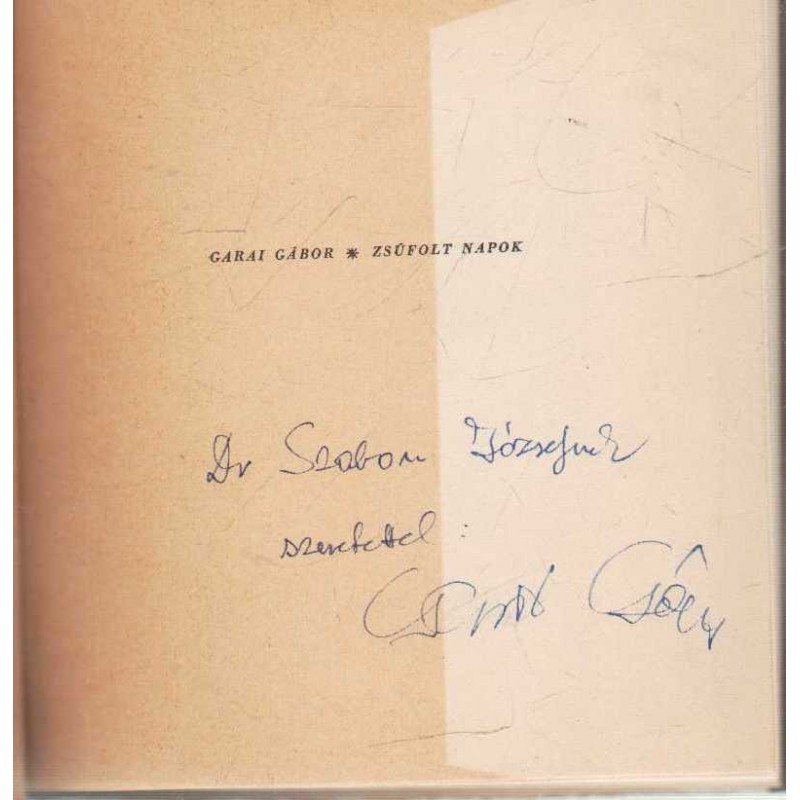 GARAI GÁBOR * ZSÚFOLT NAPOK
Dr Szabon Józsefnek
szeretettel :
Garai Gábor